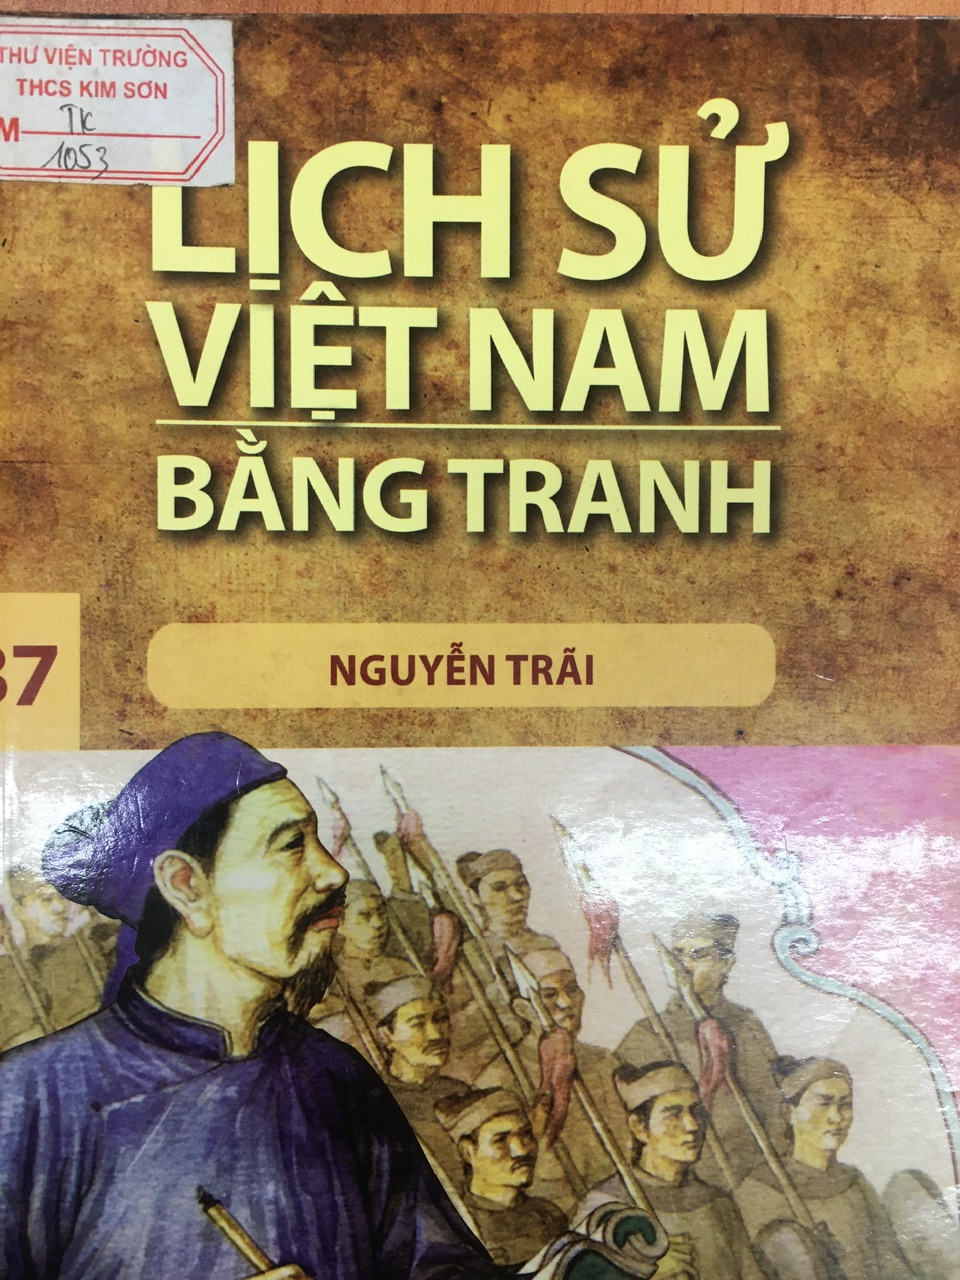 THƯ VIỆN TRƯỜNG
THCS KIM SƠN
M TK
1053
LỊCH SỬ
VIỆT NAM
BẰNG TRANH
37
NGUYỄN TRÃI